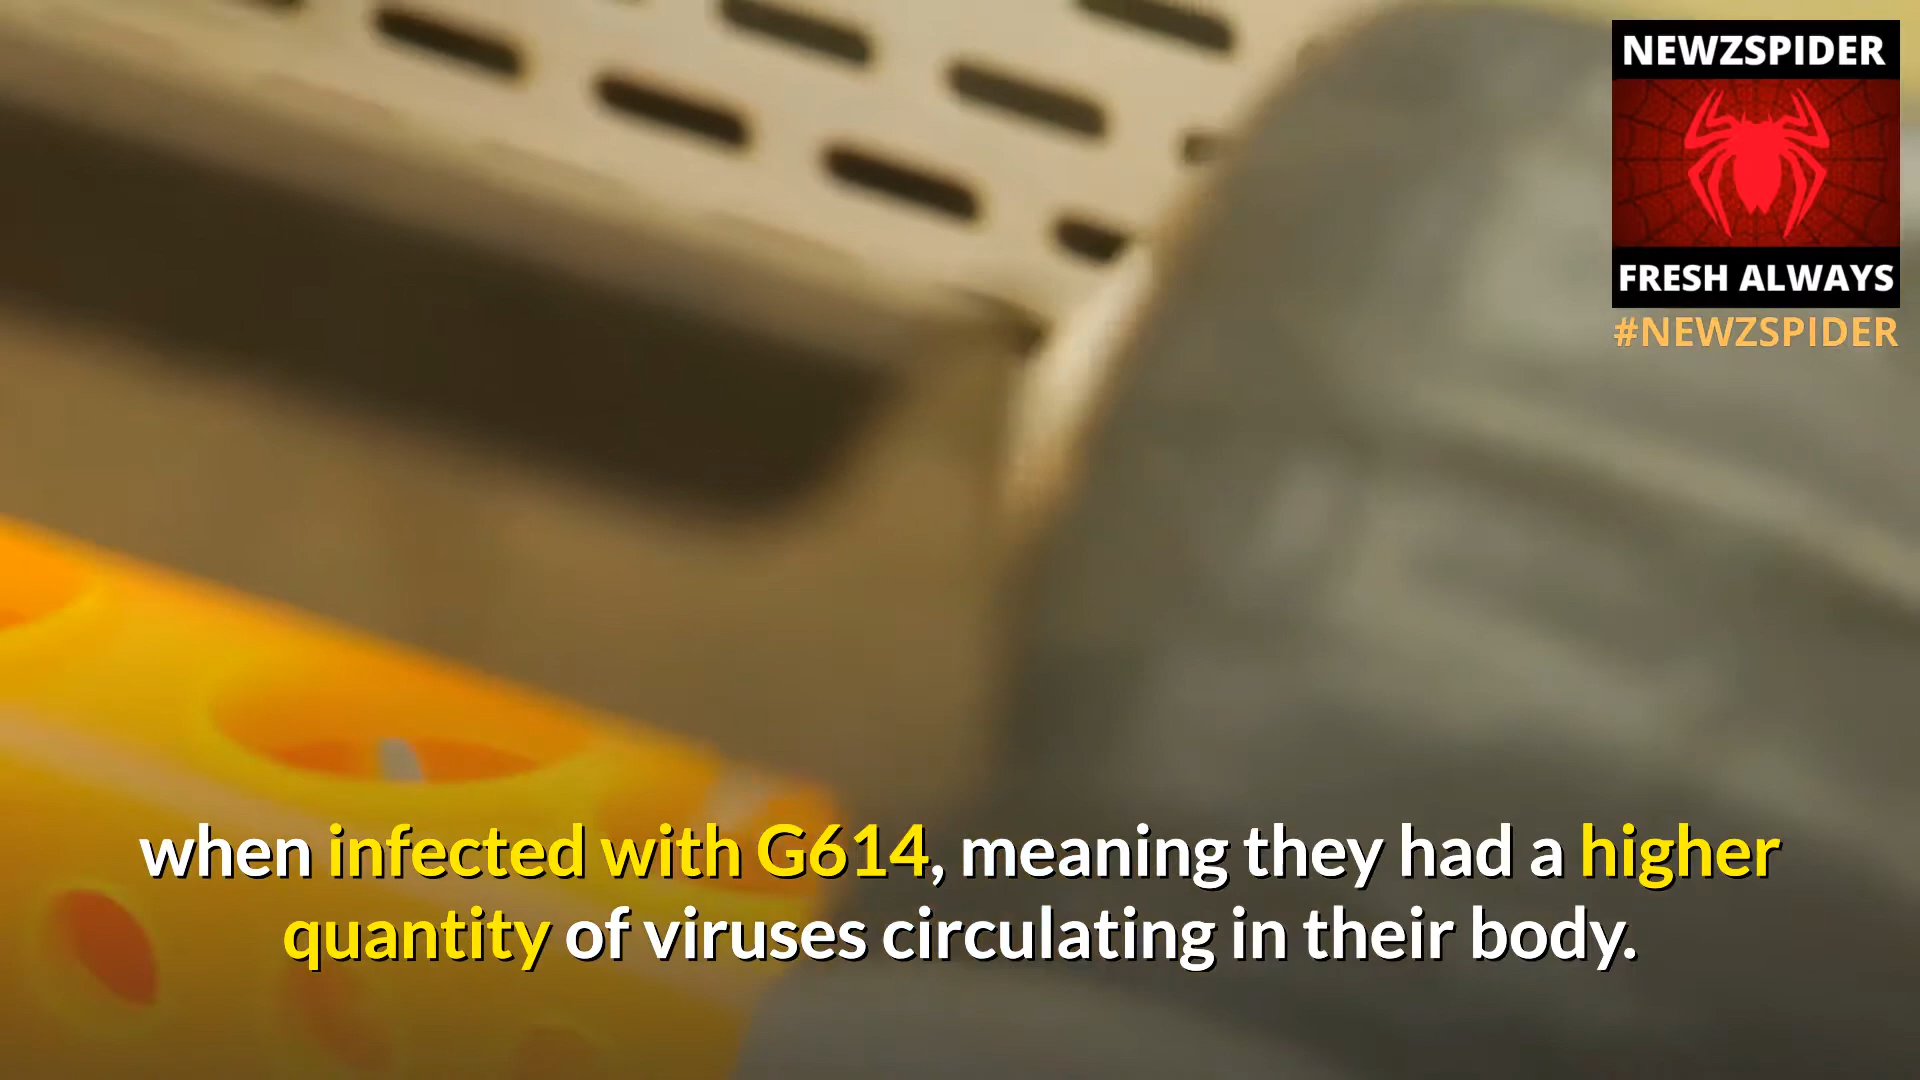 NEWZSPIDER
FRESH ALWAYS
#NEWZSPIDER
when infected with G614, meaning they had a higher
quantity of viruses circulating in their body.